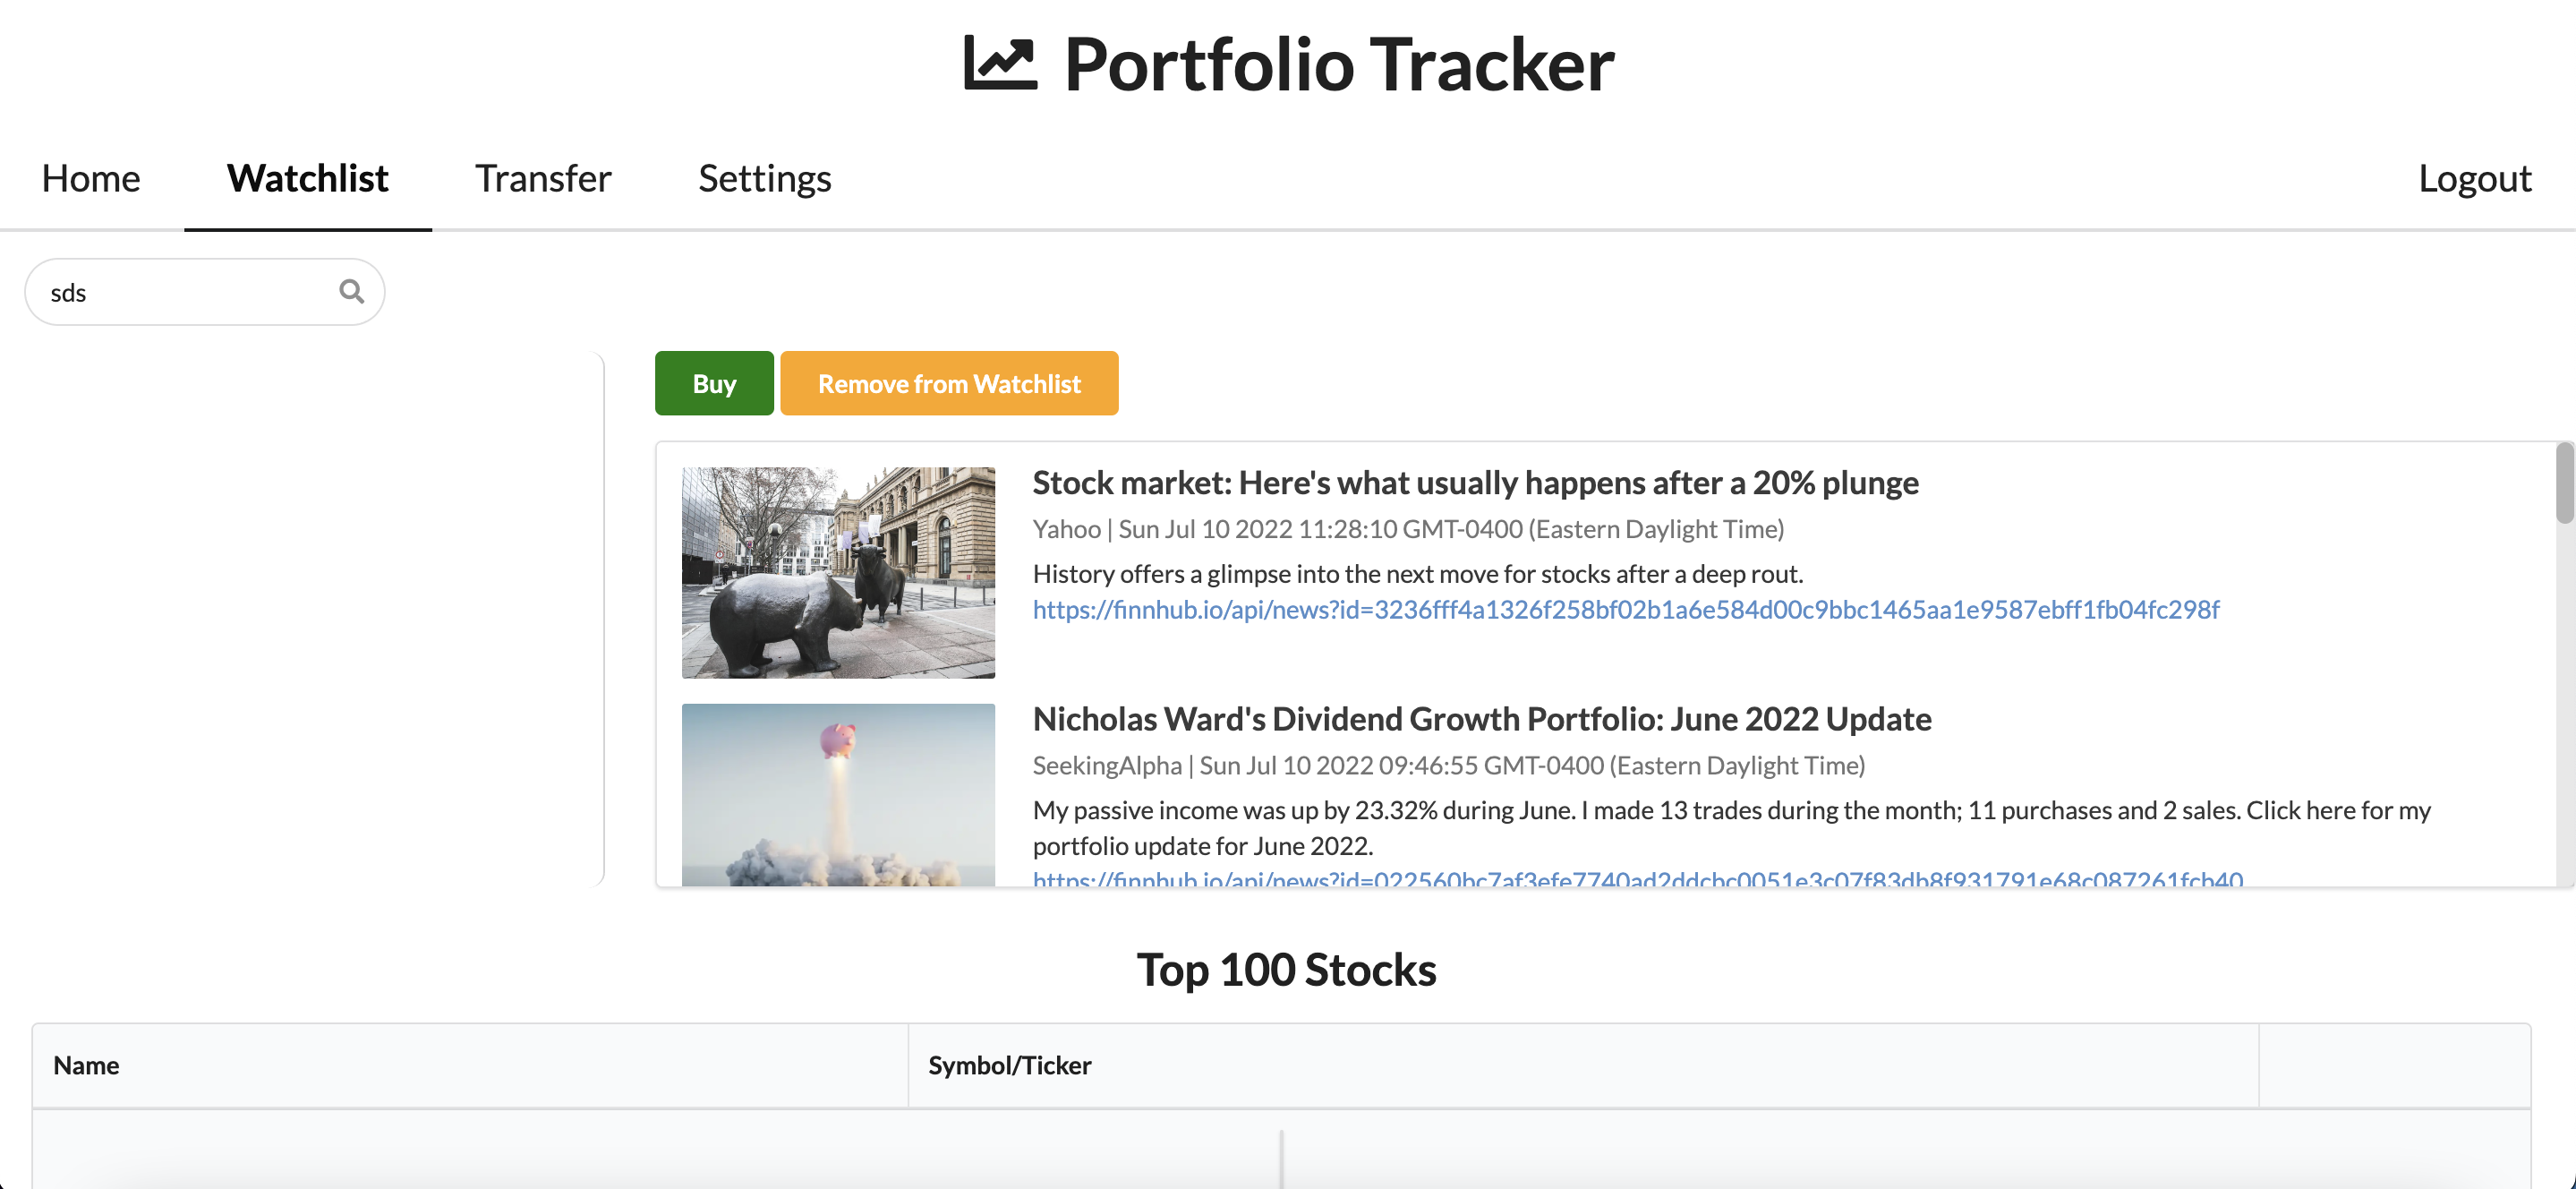 Portfolio Tracker
Home Watchlist Transfer Settings Logout
sds
Buy Remove from Watchlist
Stock market: Here's what usually happens after a 20% plunge
Yahoo | Sun Jul 10 2022 11:28:10 GMT-0400 (Eastern Daylight Time)
History offers a glimpse into the next move for stocks after a deep rout.
https://finnhub.io/api/news?id=3236fff4a1326f258bf02b1a6e584d00c9bbc1465aa1e9587ebff1fb04fc298f
Nicholas Ward's Dividend Growth Portfolio: June 2022 Update
SeekingAlpha | Sun Jul 10 2022 09:46:55 GMT-0400 (Eastern Daylight Time)
My passive income was up by 23.32% during June. I made 13 trades during the month; 11 purchases and 2 sales. Click here for my
portfolio update for June 2022.
https://finnhub.io/api/news?id=022560bc7af3efe7740ad2ddcbc0051e3c07f83db8f931791e68c087261fcb40
Top 100 Stocks
Name Symbol/Ticker